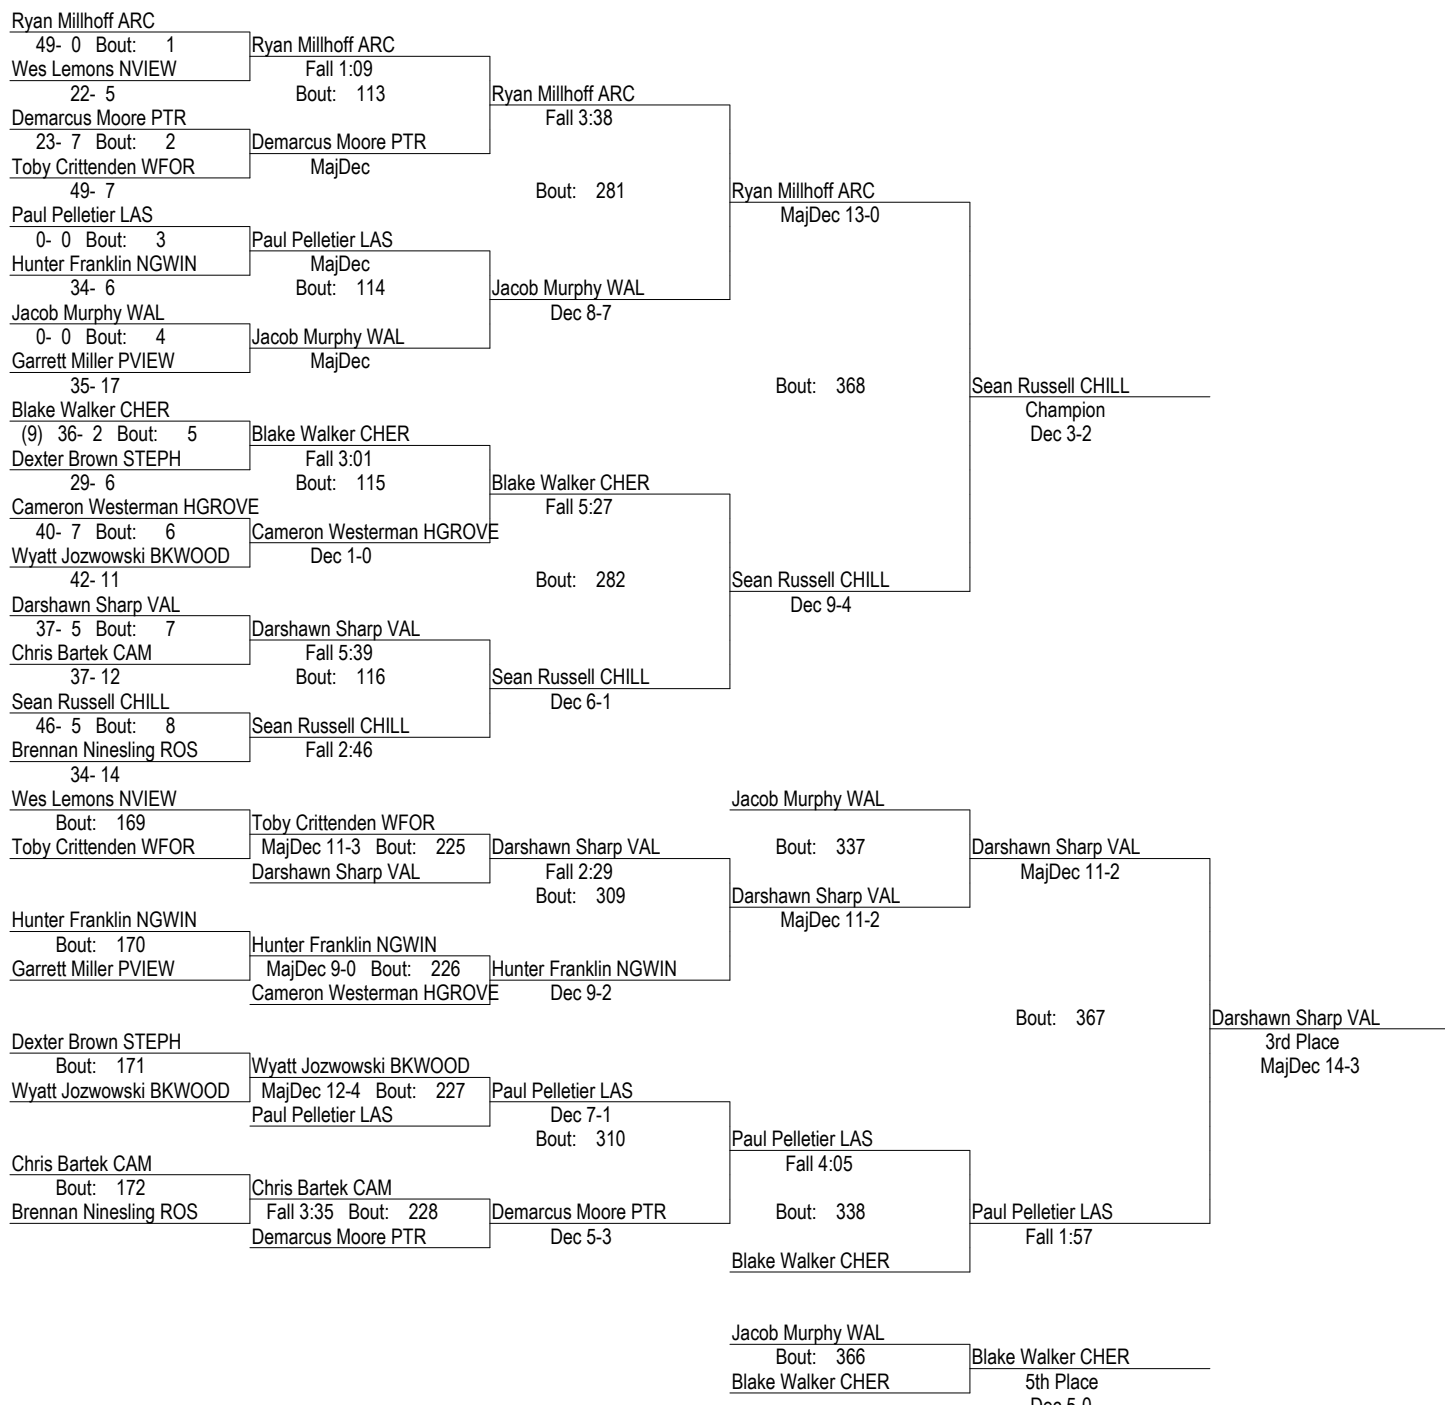 Ryan Millhoff ARC
49- 0 Bout: 1
Ryan Millhoff ARC
Wes Lemons NVIEW
Fall 1:09
22- 5
Bout: 113
Ryan Millhoff ARC
Demarcus Moore PTR
Fall 3:38
23- 7 Bout: 2
Demarcus Moore PTR
Toby Crittenden WFOR
MajDec
49- 7
Bout: 281
Ryan Millhoff ARC
Paul Pelletier LAS
MajDec 13-0
0- 0 Bout: 3
Paul Pelletier LAS
Hunter Franklin NGWIN
MajDec
34- 6
Bout: 114
Jacob Murphy WAL
Jacob Murphy WAL
Dec 8-7
0- 0 Bout: 4
Jacob Murphy WAL
Garrett Miller PVIEW
MajDec
35- 17
Bout: 368
Sean Russell CHILL
Blake Walker CHER
Champion
(9) 36- 2 Bout: 5
Blake Walker CHER
Dec 3-2
Dexter Brown STEPH
Fall 3:01
29- 6
Bout: 115
Blake Walker CHER
Cameron Westerman HGROVE
Fall 5:27
40- 7 Bout: 6
Cameron Westerman HGROVE
Wyatt Jozwowski BKWOOD
Dec 1-0
42- 11
Bout: 282
Sean Russell CHILL
Darshawn Sharp VAL
Dec 9-4
37- 5 Bout: 7
Darshawn Sharp VAL
Chris Bartek CAM
Fall 5:39
37- 12
Bout: 116
Sean Russell CHILL
Sean Russell CHILL
Dec 6-1
46- 5 Bout: 8
Sean Russell CHILL
Brennan Ninesling ROS
Fall 2:46
34- 14
Wes Lemons NVIEW
Jacob Murphy WAL
Bout: 169
Toby Crittenden WFOR
Toby Crittenden WFOR
MajDec 11-3 Bout: 225
Darshawn Sharp VAL
Bout: 337
Darshawn Sharp VAL
Darshawn Sharp VAL
Fall 2:29
MajDec 11-2
Bout: 309
Darshawn Sharp VAL
Hunter Franklin NGWIN
MajDec 11-2
Bout: 170
Hunter Franklin NGWIN
Garrett Miller PVIEW
MajDec 9-0 Bout: 226
Hunter Franklin NGWIN
Cameron Westerman HGROVE
Dec 9-2
Bout: 367
Darshawn Sharp VAL
Dexter Brown STEPH
3rd Place
Bout: 171
Wyatt Jozwowski BKWOOD
MajDec 14-3
Wyatt Jozwowski BKWOOD
MajDec 12-4 Bout: 227
Paul Pelletier LAS
Paul Pelletier LAS
Dec 7-1
Bout: 310
Paul Pelletier LAS
Chris Bartek CAM
Fall 4:05
Bout: 172
Chris Bartek CAM
Brennan Ninesling ROS
Fall 3:35 Bout: 228
Demarcus Moore PTR
Bout: 338
Paul Pelletier LAS
Demarcus Moore PTR
Dec 5-3
Fall 1:57
Blake Walker CHER
Jacob Murphy WAL
Bout: 366
Blake Walker CHER
Blake Walker CHER
5th Place
Dec 5-0